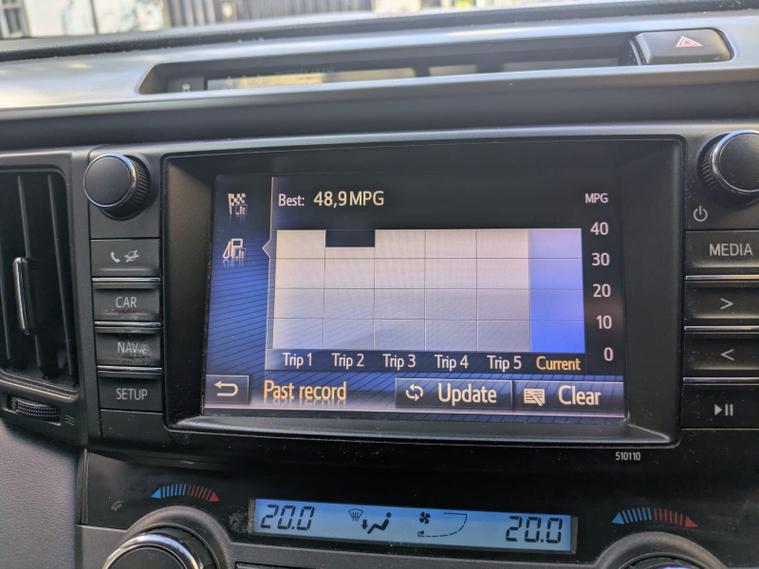 Best: 48,9MPG
MPG
40
30
20
10
0
Trip 1 Trip 2 Trip 3 Trip 4 Trip 5 Current
Past record
Update
Clear
CAR
NAV
SETUP
MEDIA
>
<
510110
20.0
20.0